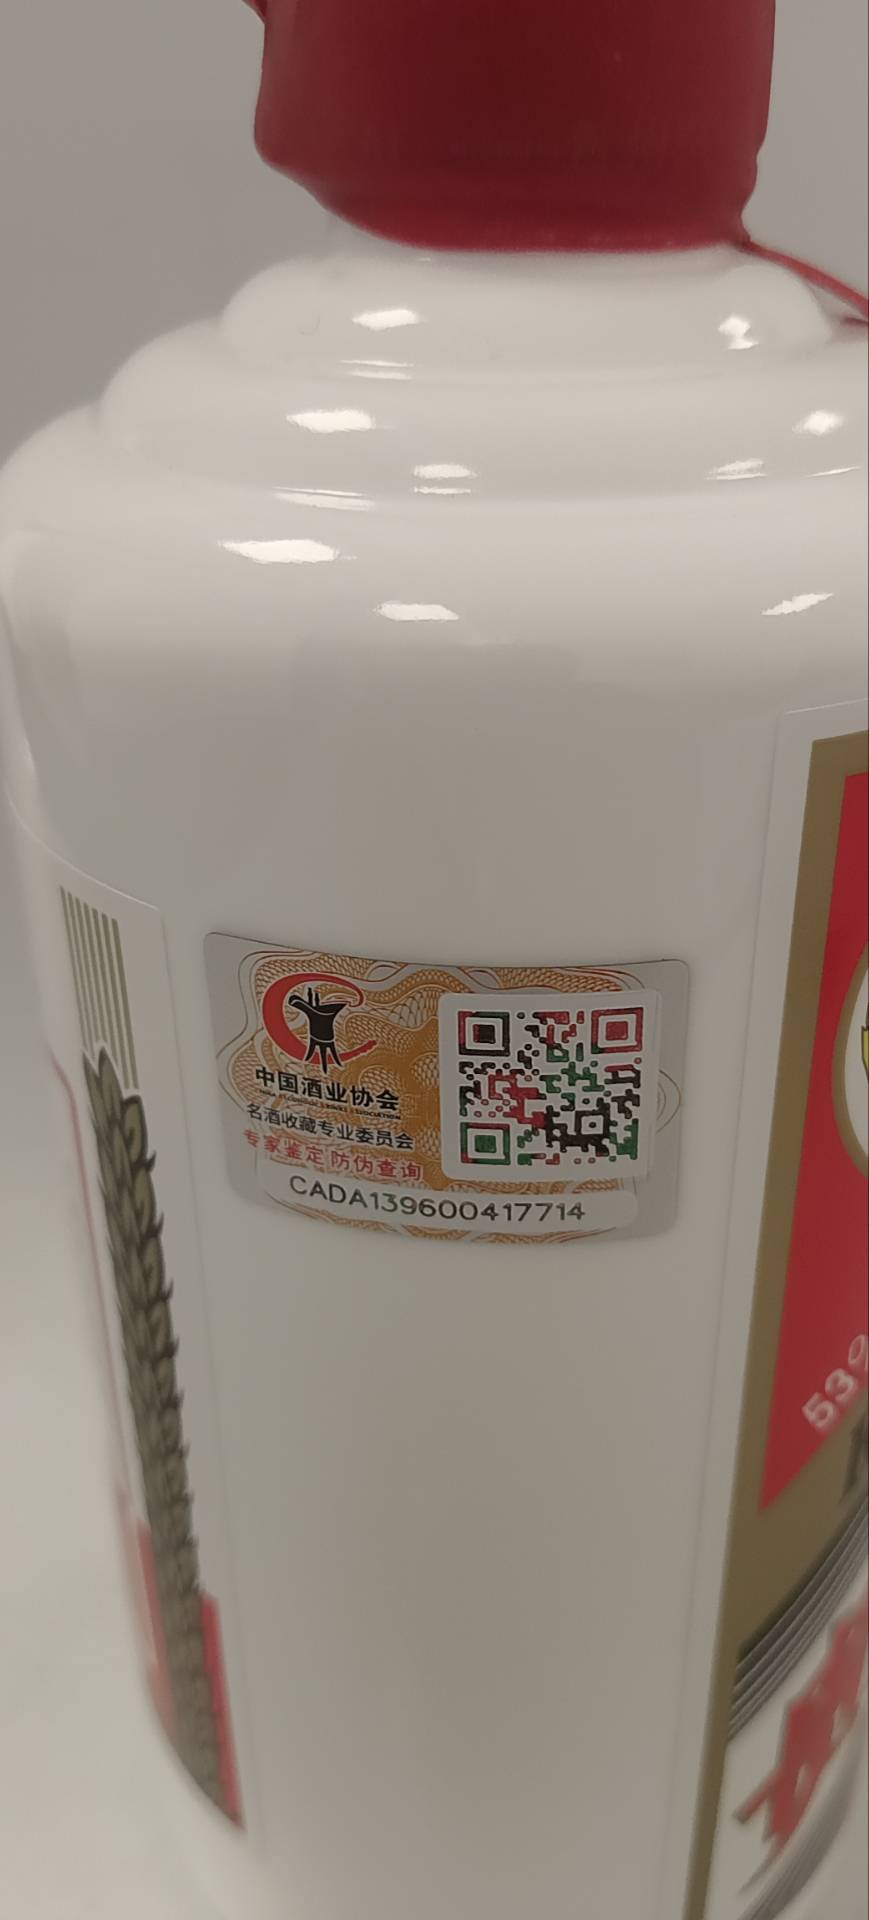 中国酒业协会
名酒收藏专业委员会
专家鉴定 防伪查询
CADA139600417714
53%